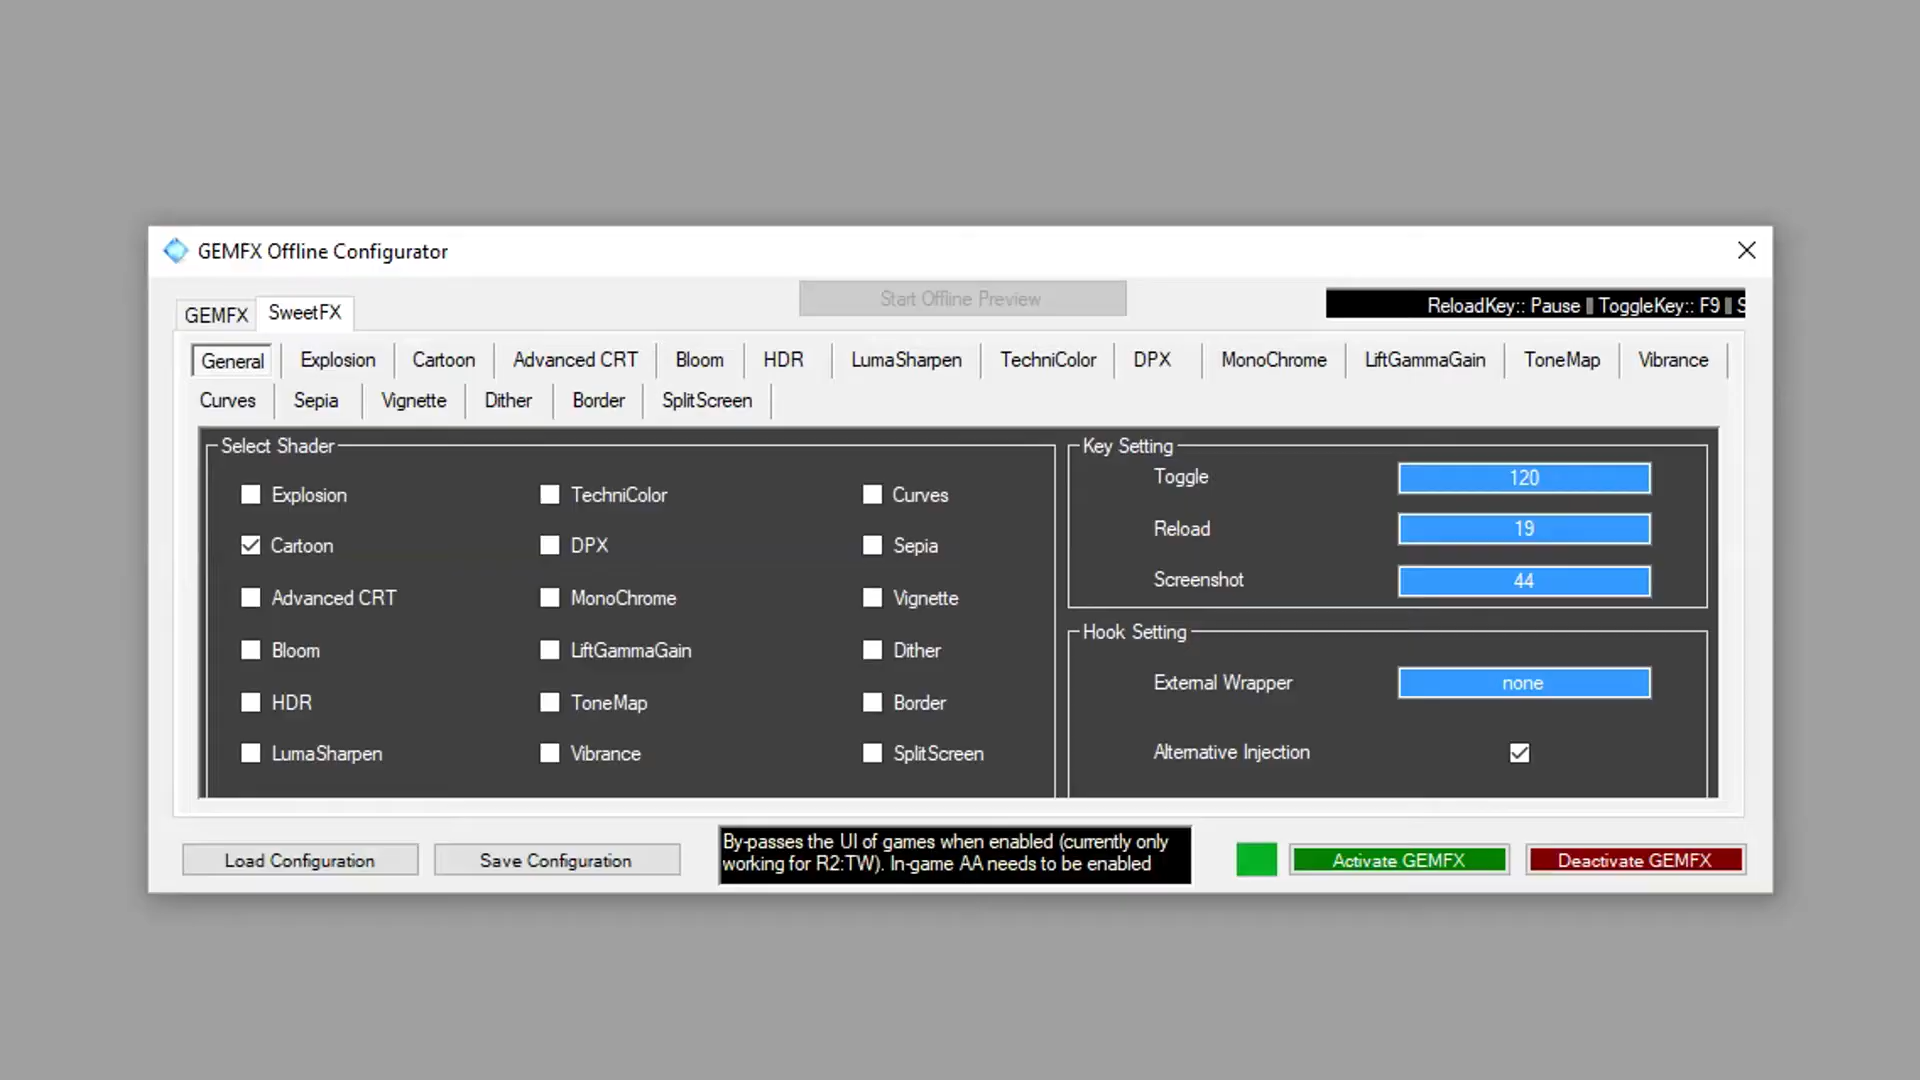 GEMFX Offline Configurator
Start Offline Preview
ReloadKey:: Pause || ToggleKey:: F9 || S
GEMFX SweetFX
General Explosion Cartoon Advanced CRT Bloom HDR LumaSharpen TechniColor DPX MonoChrome LiftGammaGain ToneMap Vibrance
Curves Sepia Vignette Dither Border SplitScreen
Select Shader
Explosion TechniColor Curves
Cartoon DPX Sepia
Advanced CRT MonoChrome Vignette
Bloom LiftGammaGain Dither
HDR ToneMap Border
LumaSharpen Vibrance SplitScreen
Key Setting
Toggle 120
Reload 19
Screenshot 44
Hook Setting
External Wrapper none
Alternative Injection
Load Configuration Save Configuration
By-passes the UI of games when enabled (currently only
working for R2:TW). In-game AA needs to be enabled
Activate GEMFX Deactivate GEMFX